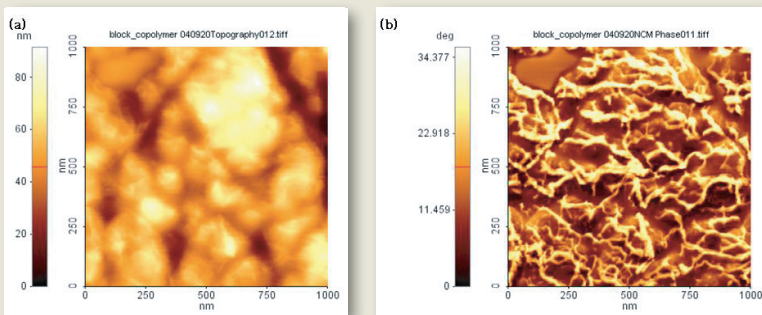 (a)
nm
block_copolymer 040920Topography012.tiff
80
60
40
20
0
nm
1000
750
500
250
0
0 250 500 750 1000
nm
(b)
deg
block_copolymer 040920NCM Phase011.tiff
34.377
22.918
11.459
0
nm
1000
750
500
250
0
0 250 500 750 1000
nm